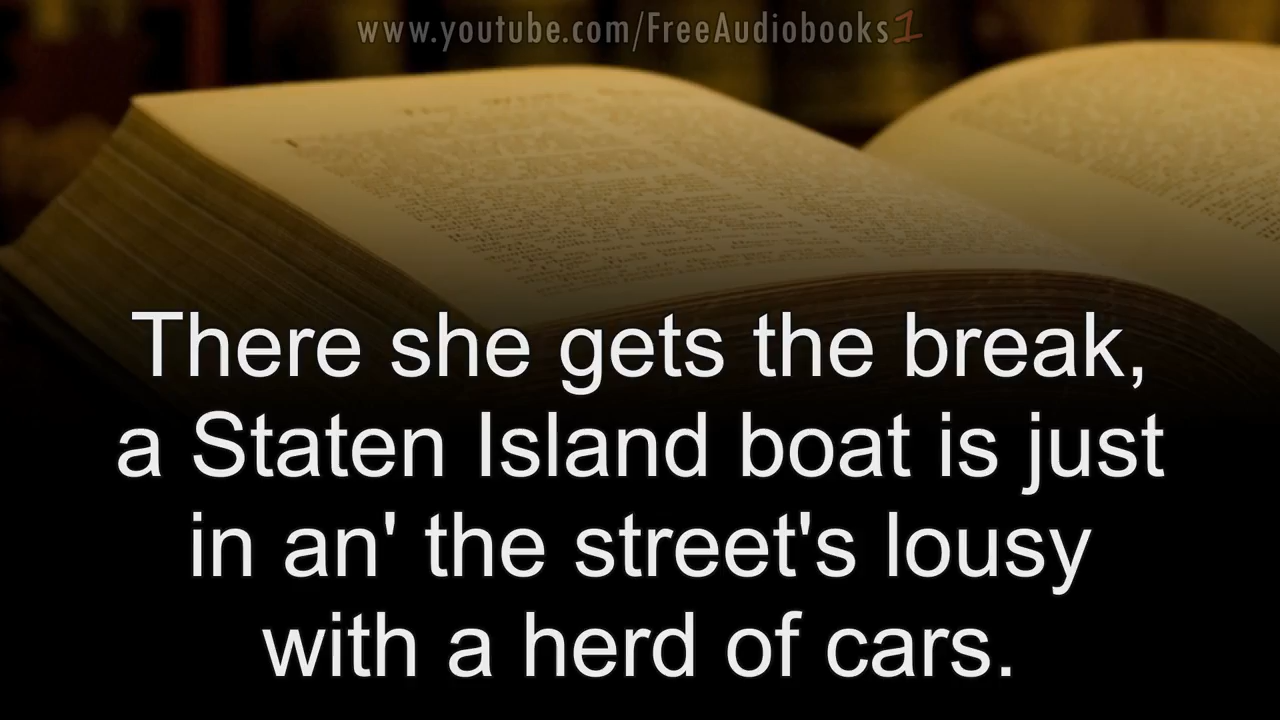 www.youtube.com/FreeAudiobooks1
There she gets the break,
a Staten Island boat is just
in an' the street's lousy
with a herd of cars.